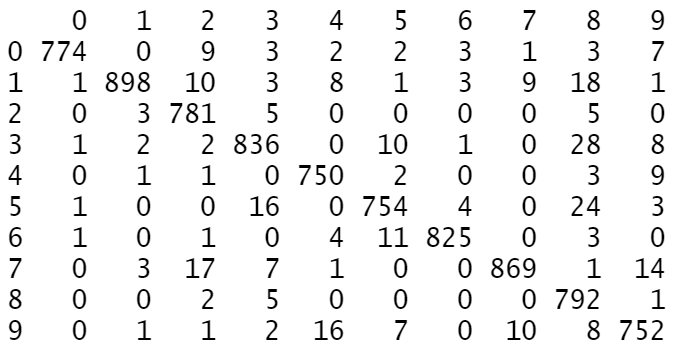 0 1 2 3 4 5 6 7 8 9
0 774 0 9 3 2 2 3 1 3 7
1 1 898 10 3 8 1 3 9 18 1
2 0 3 781 5 0 0 0 0 5 0
3 1 2 2 836 0 10 1 0 28 8
4 0 1 1 0 750 2 0 0 3 9
5 1 0 0 16 0 754 4 0 24 3
6 1 0 1 0 4 11 825 0 3 0
7 0 3 17 7 1 0 0 869 1 14
8 0 0 2 5 0 0 0 0 792 1
9 0 1 1 2 16 7 0 10 8 752